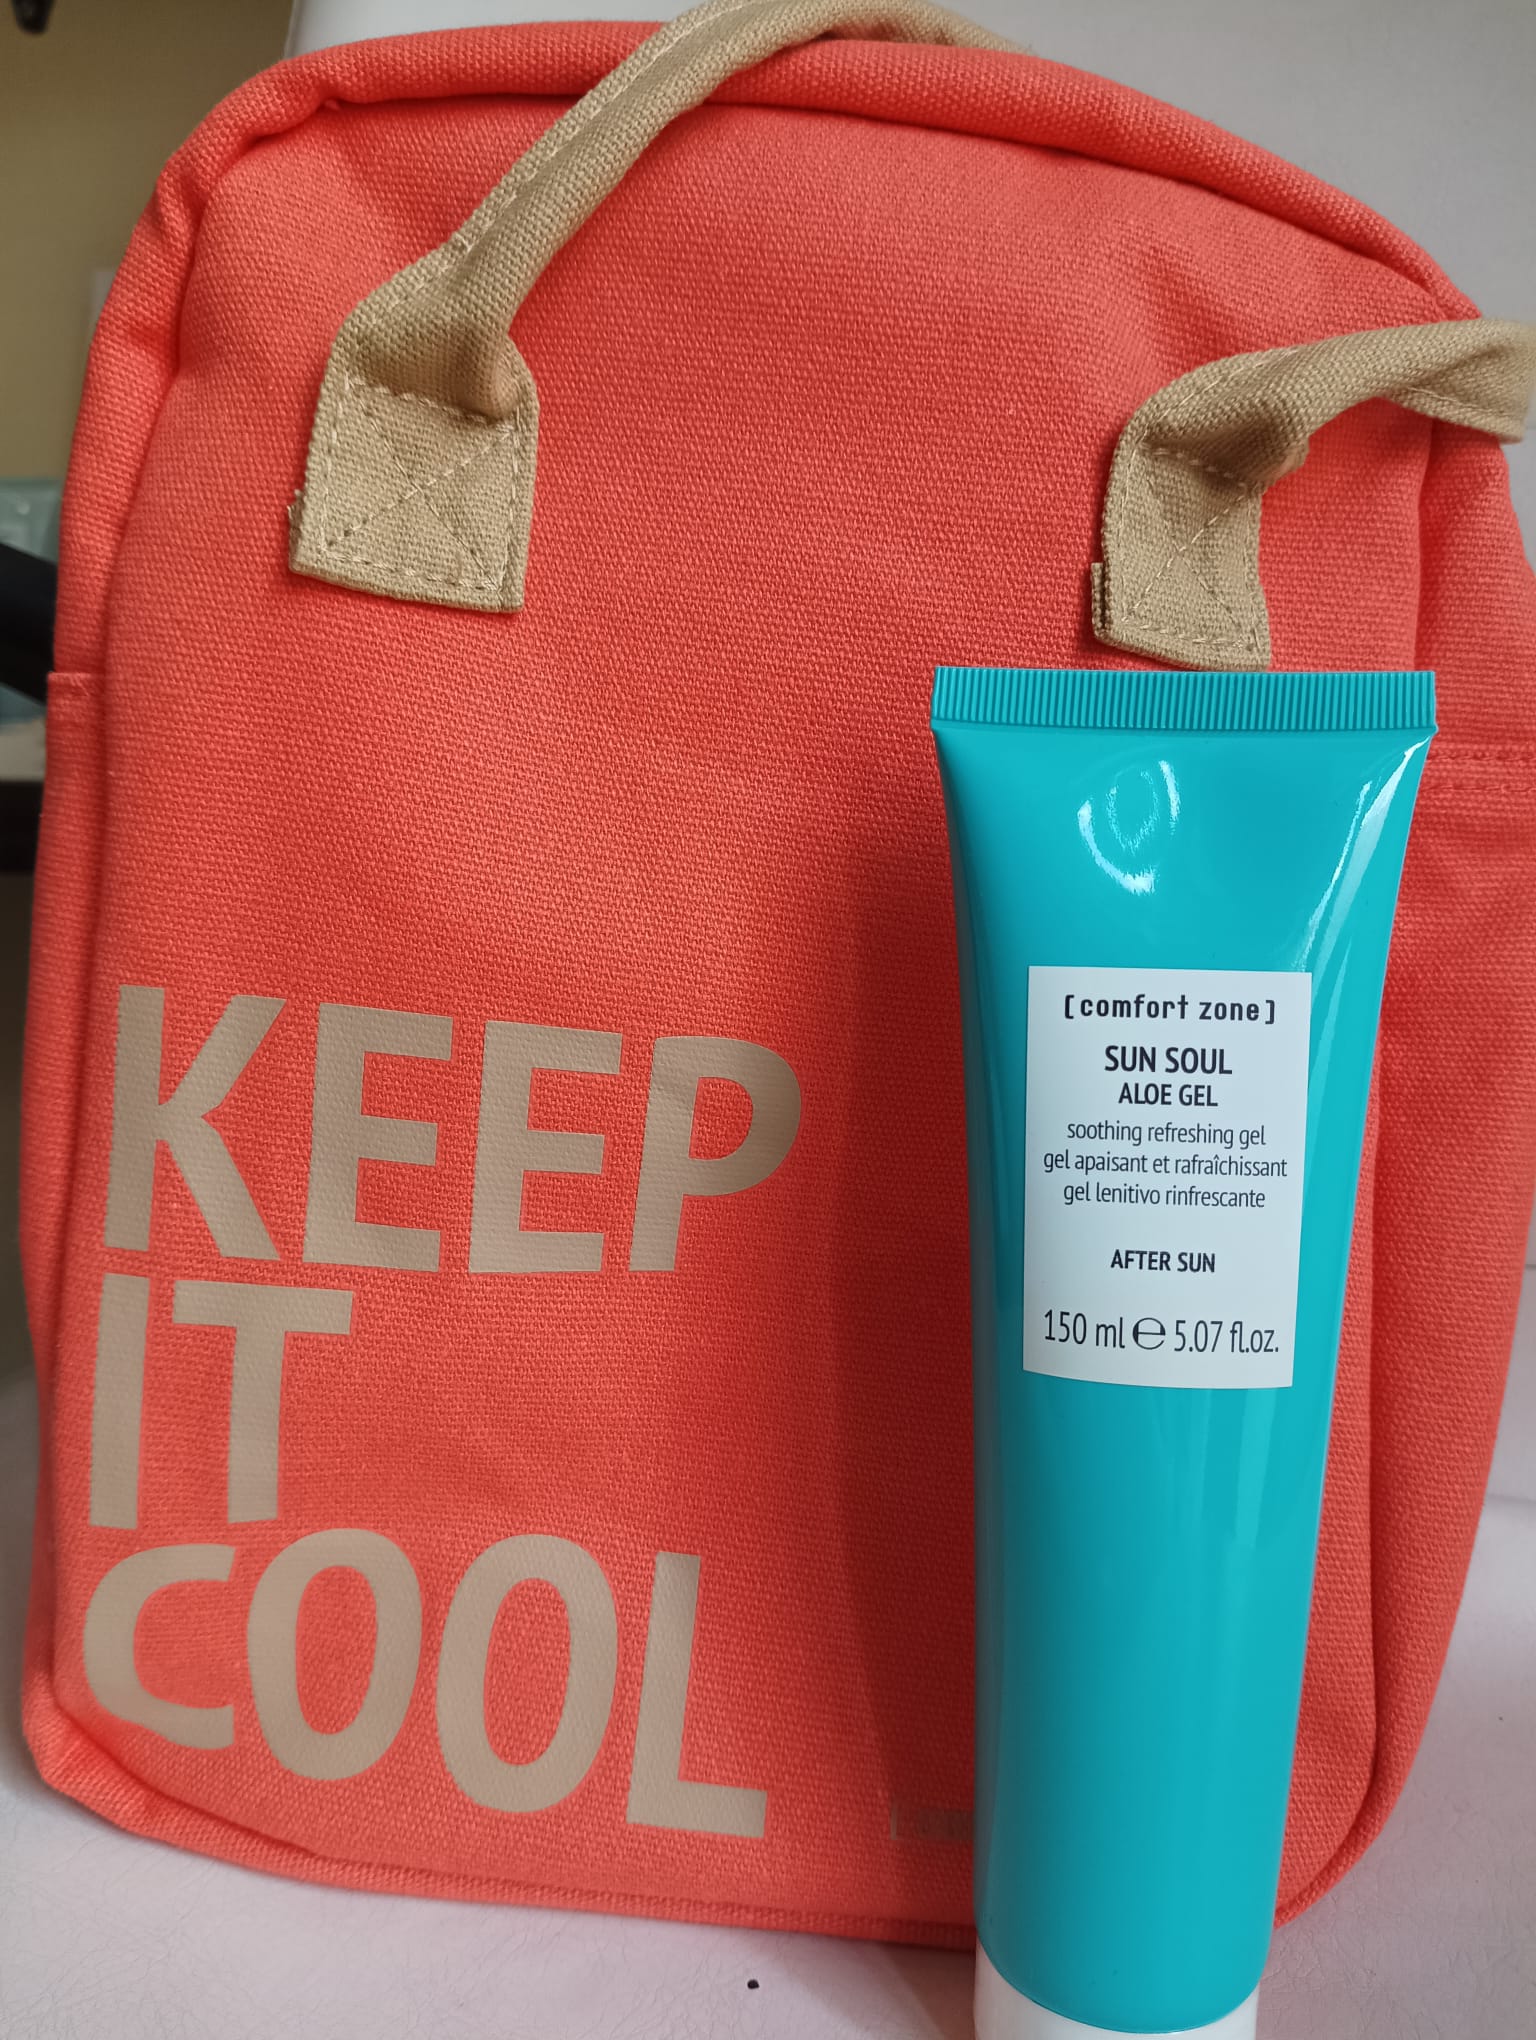 KEEP
IT
COOL
[comfort zone]
SUN SOUL
ALOE GEL
soothing refreshing gel
gel apaisant et rafraîchissant
gel lenitivo rinfrescante
AFTER SUN
150 ml ℮ 5.07 fl.oz.